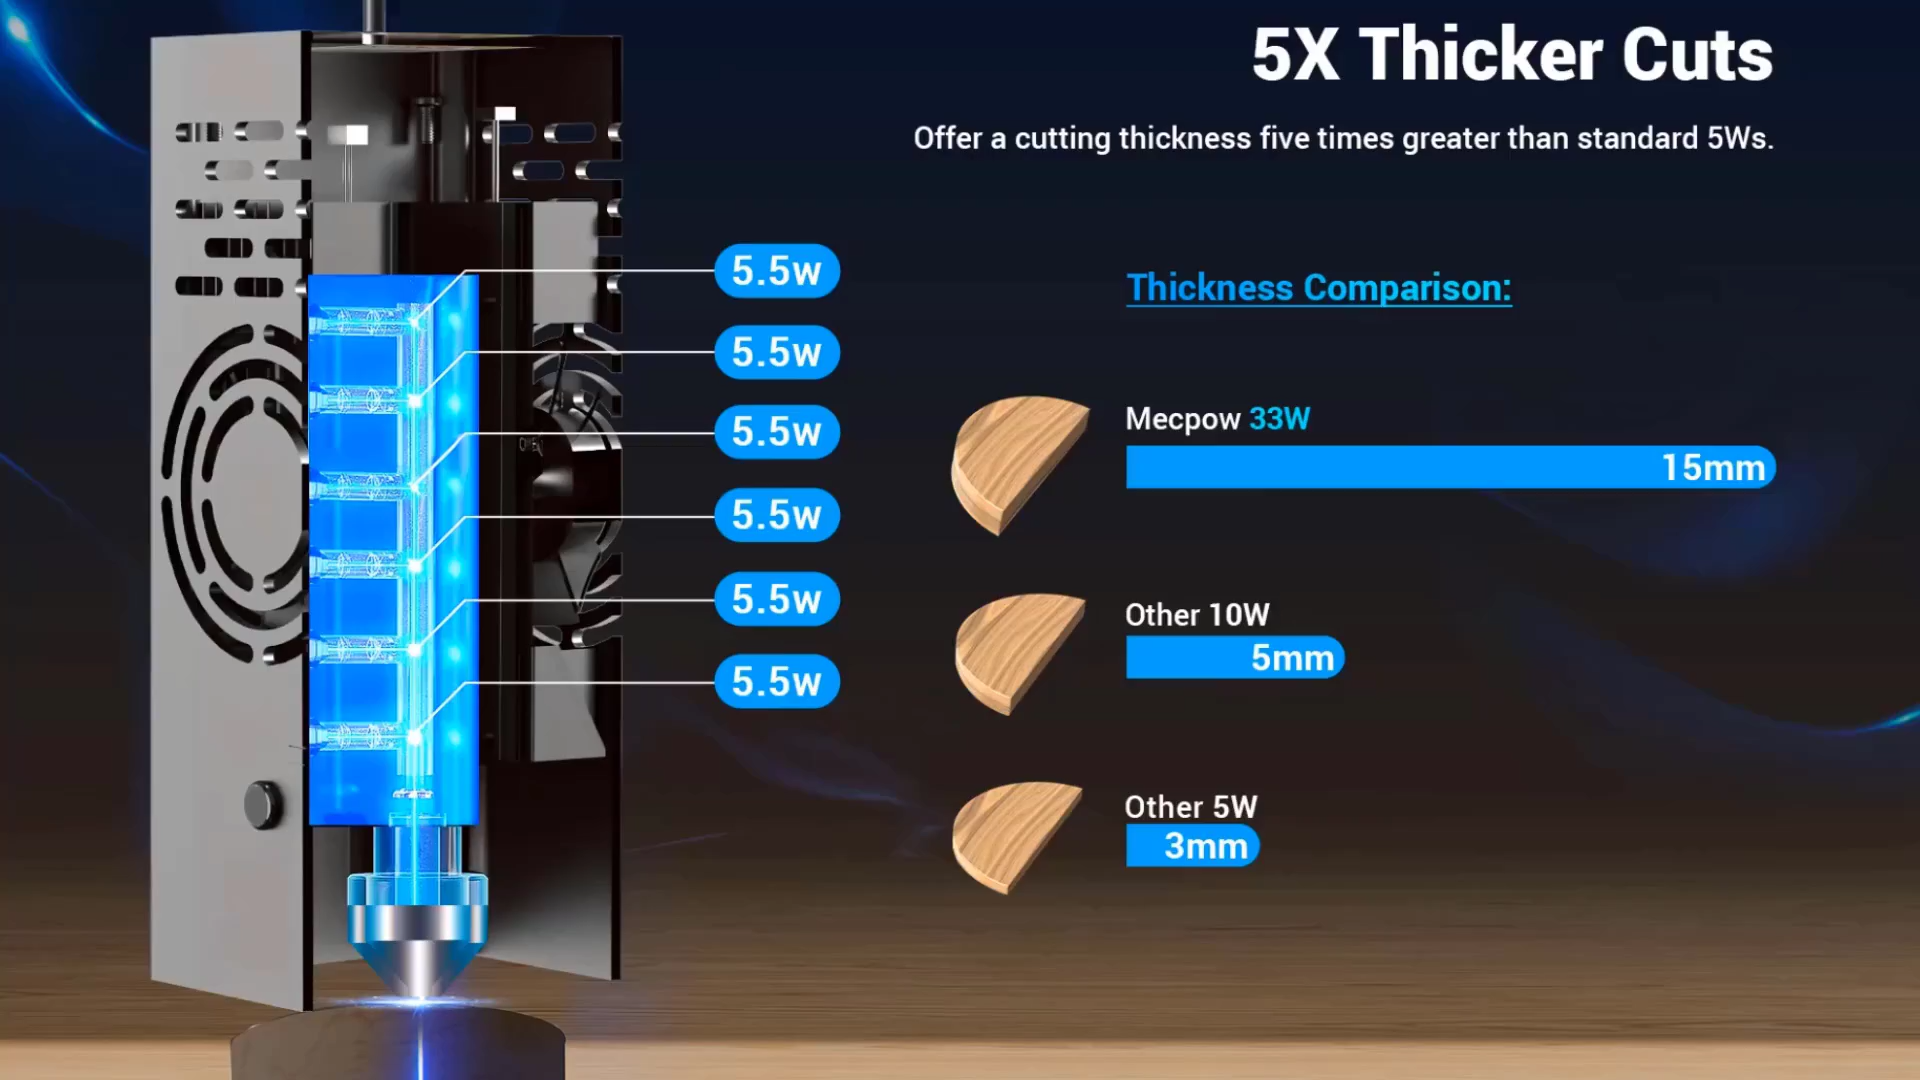 5X Thicker Cuts
Offer a cutting thickness five times greater than standard 5Ws.
5.5w
5.5w
5.5w
5.5w
5.5w
5.5w
Thickness Comparison:
Mecpow 33W
15mm
Other 10W
5mm
Other 5W
3mm